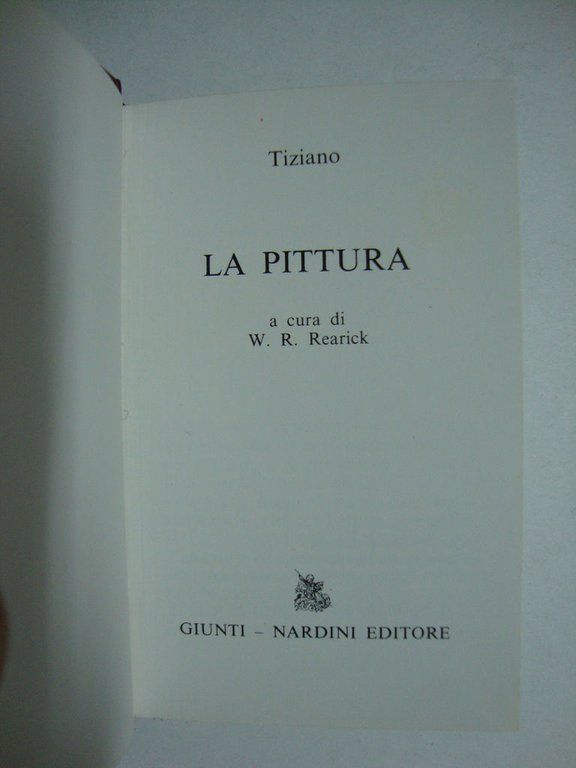 Tiziano
LA PITTURA
a cura di
W. R. Rearick
GIUNTI – NARDINI EDITORE